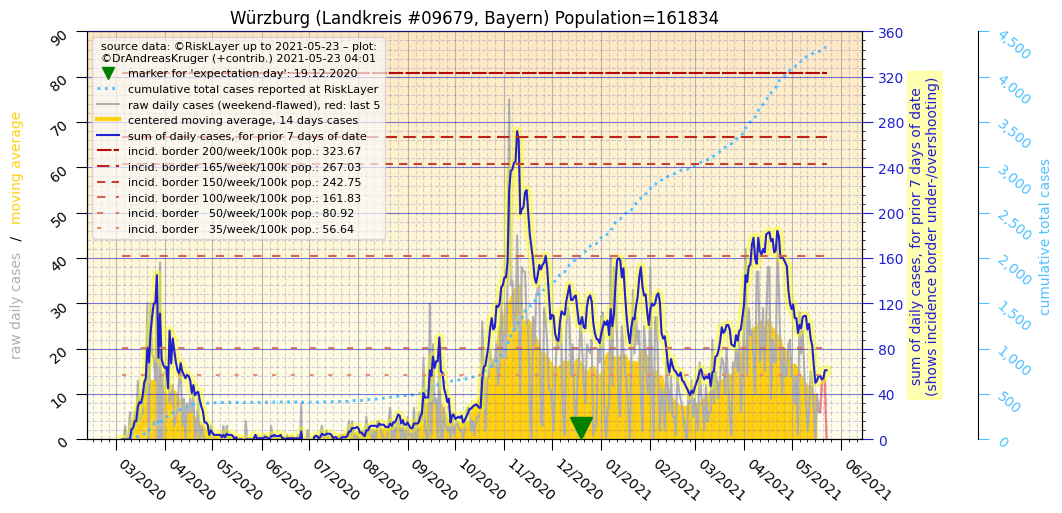 Würzburg (Landkreis #09679, Bayern) Population=161834
source data: ©RiskLayer up to 2021-05-23 – plot:
©DrAndreasKruger (+contrib.) 2021-05-23 04:01
marker for 'expectation day': 19.12.2020
cumulative total cases reported at RiskLayer
raw daily cases (weekend-flawed), red: last 5
centered moving average, 14 days cases
sum of daily cases, for prior 7 days of date
incid. border 200/week/100k pop.: 323.67
incid. border 165/week/100k pop.: 267.03
incid. border 150/week/100k pop.: 242.75
incid. border 100/week/100k pop.: 161.83
incid. border 50/week/100k pop.: 80.92
incid. border 35/week/100k pop.: 56.64
raw daily cases / moving average
90
80
70
60
50
40
30
20
10
0
03/2020
04/2020
05/2020
06/2020
07/2020
08/2020
09/2020
10/2020
11/2020
12/2020
01/2021
02/2021
03/2021
04/2021
05/2021
06/2021
360
320
280
240
200
160
120
80
40
0
sum of daily cases, for prior 7 days of date
(shows incidence border under-/overshooting)
4,500
4,000
3,500
3,000
2,500
2,000
1,500
1,000
500
0
cumulative total cases